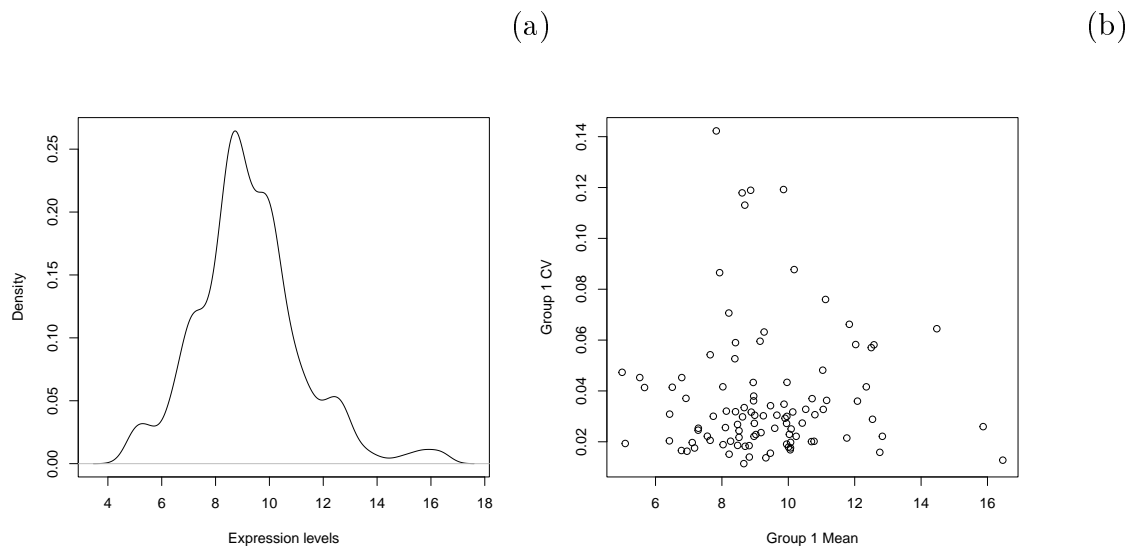 (a)
(b)
Density
0.00 0.05 0.10 0.15 0.20 0.25
4 6 8 10 12 14 16 18
Expression levels
Group 1 CV
0.02 0.04 0.06 0.08 0.10 0.12 0.14
6 8 10 12 14 16
Group 1 Mean